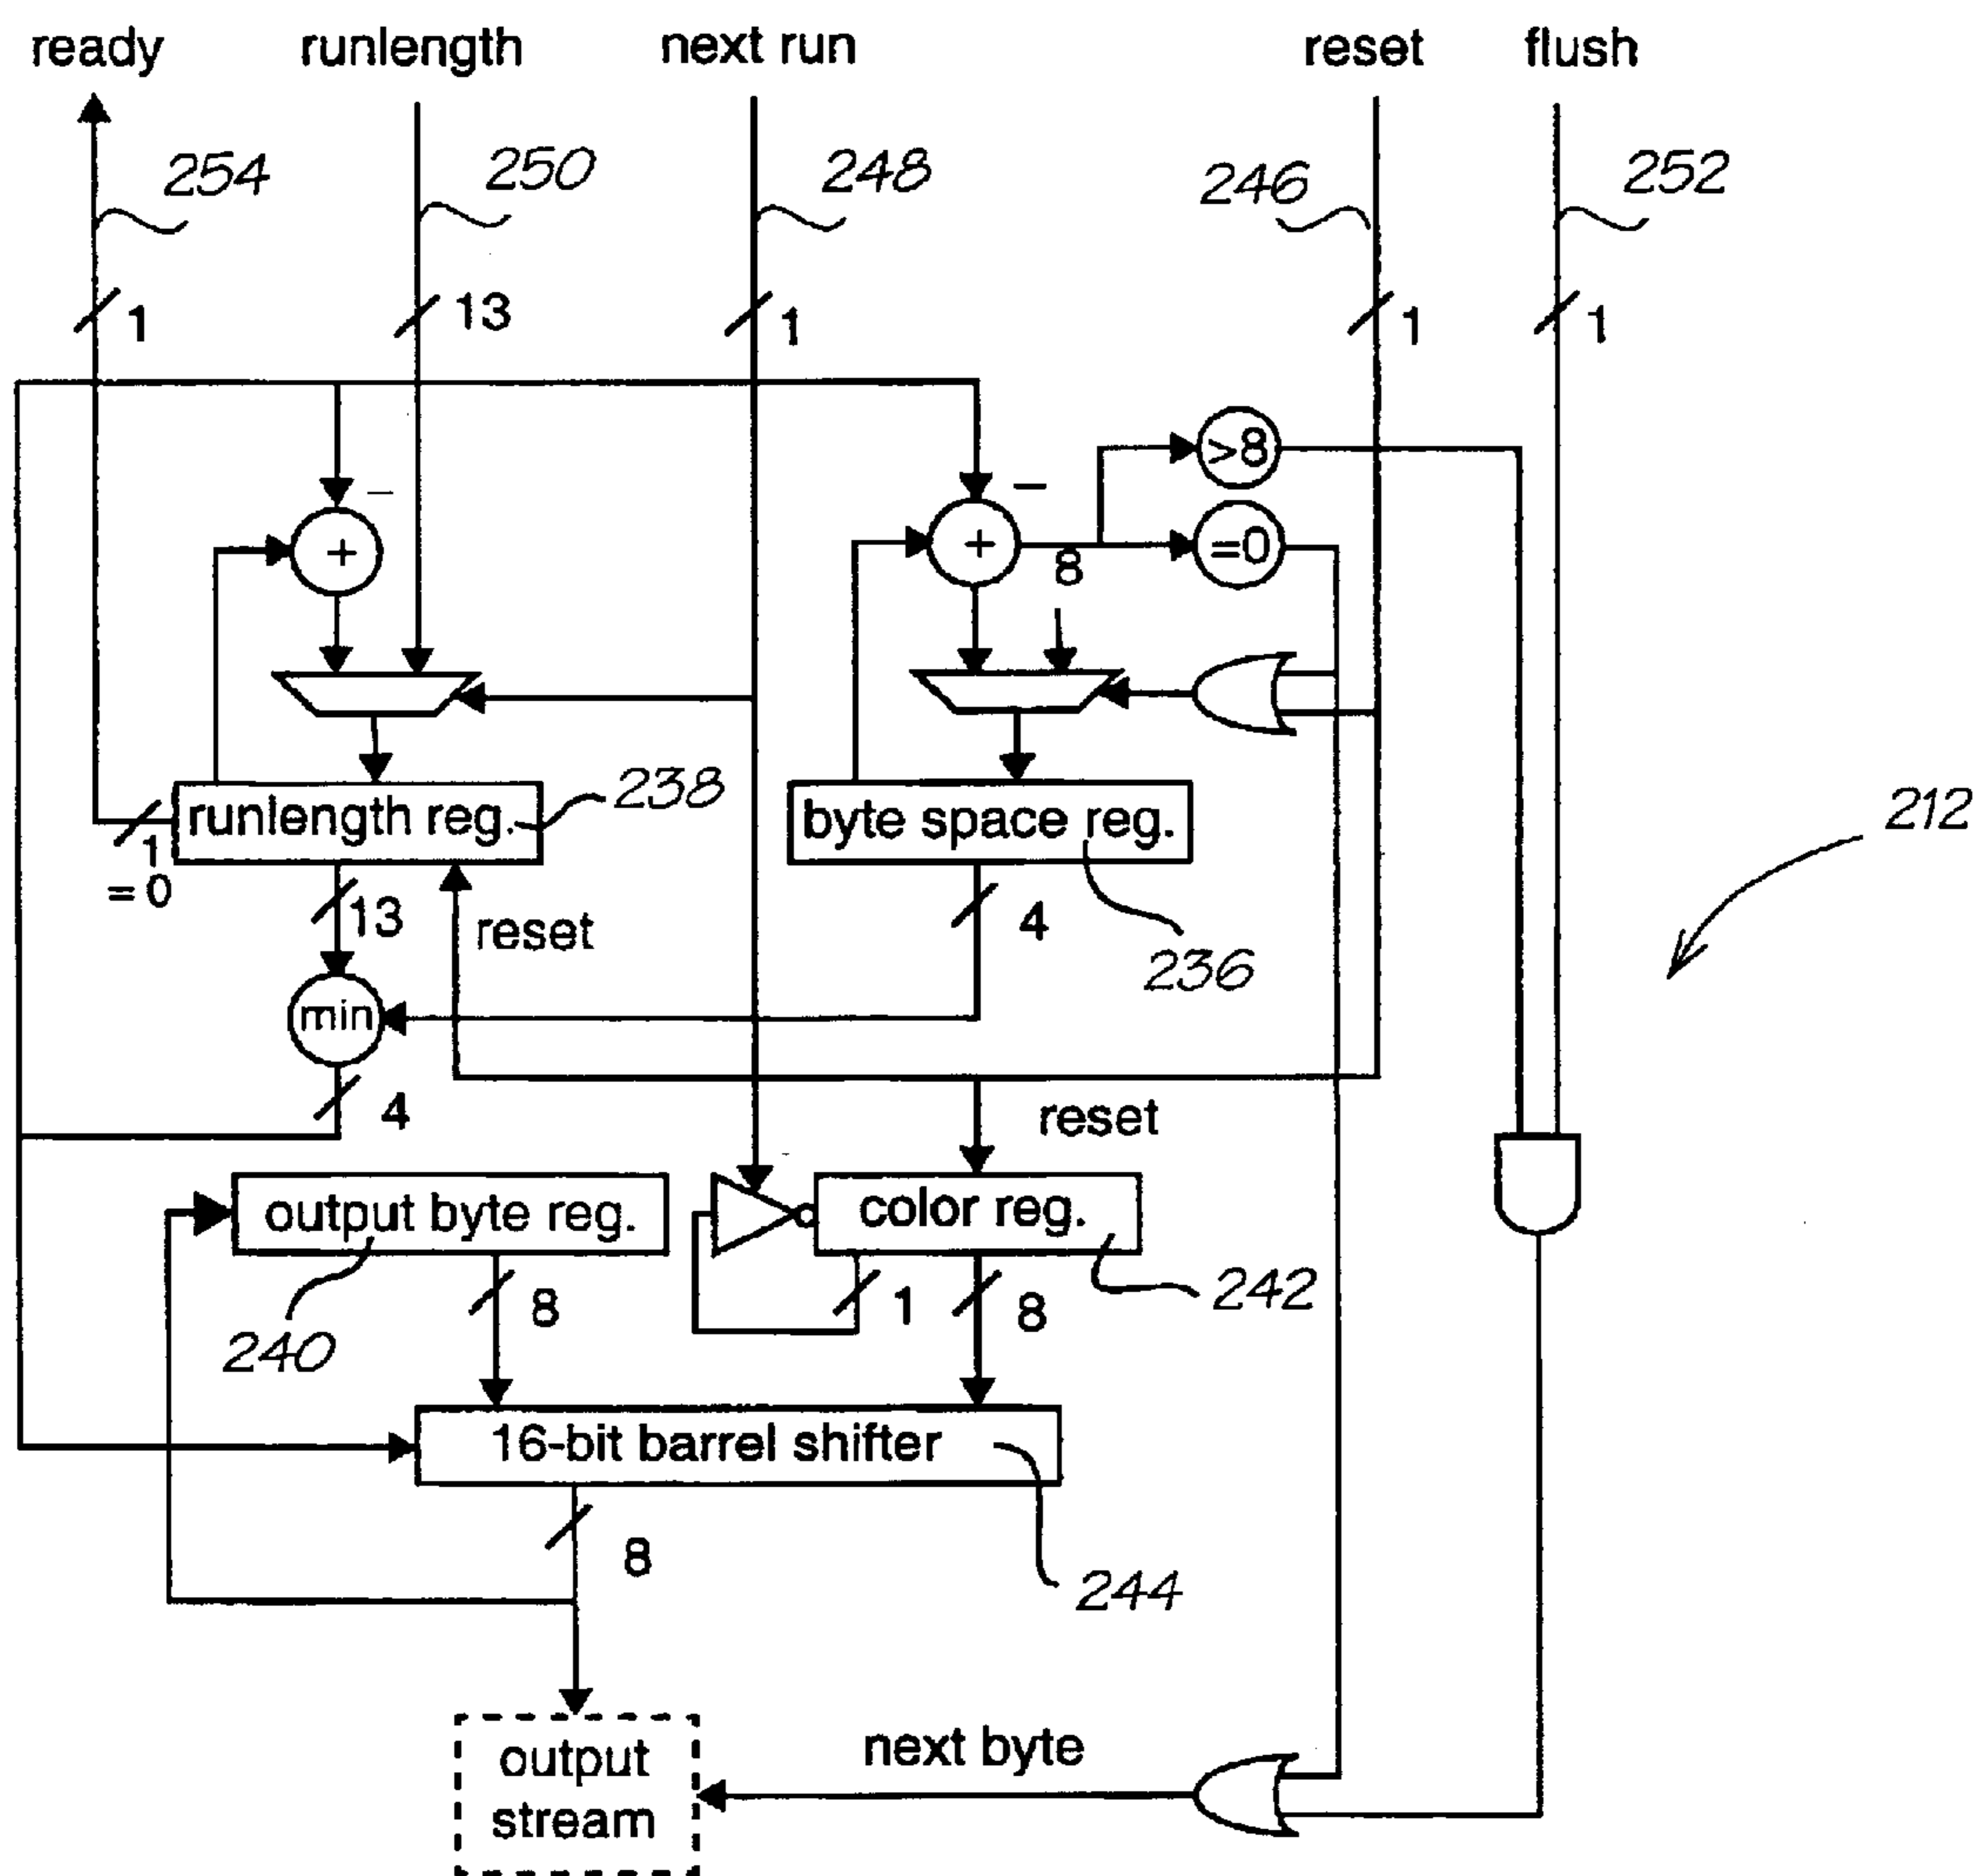 ready runlength next run reset flush
254 250 248 246 252
1 13 1 1 1
>8
− −
+ + =0
8
runlength reg. 238 byte space reg. 212
1
=0 13 reset 4
236
min
4 reset
output byte reg. color reg.
8 1 8 242
240
16-bit barrel shifter
8
244
output next byte
stream